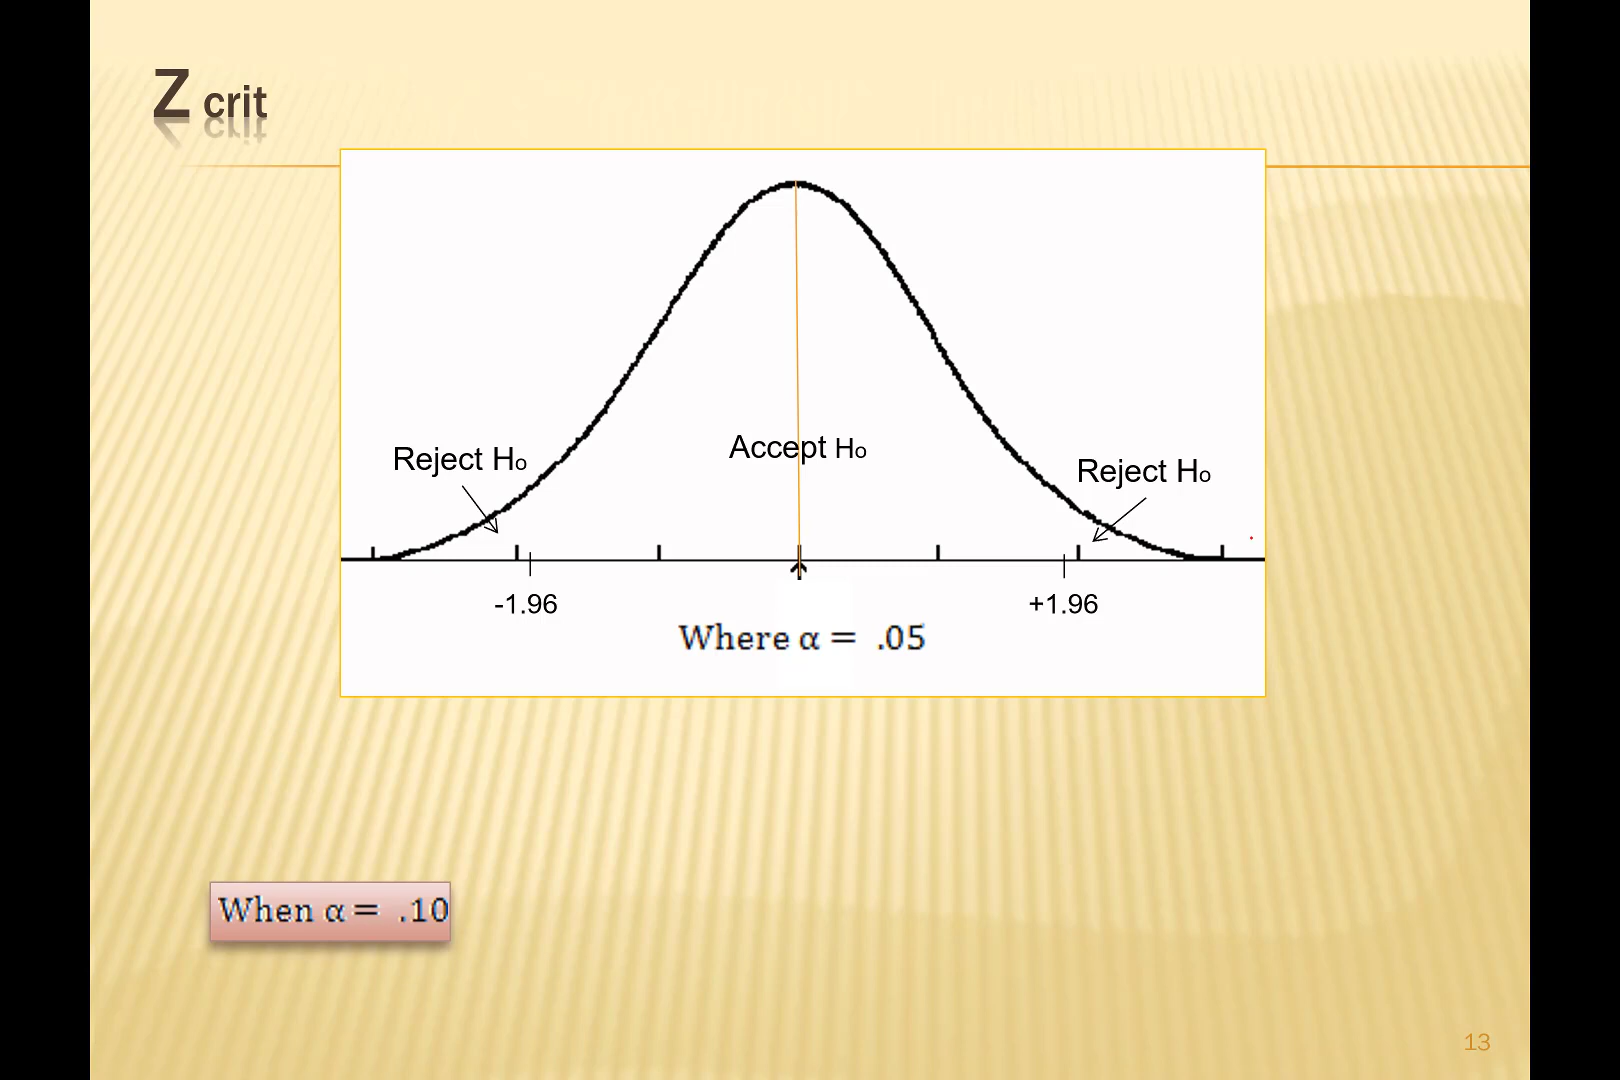 Z crit
Accept Ho
Reject Ho
Reject Ho
-1.96
+1.96
Where α = .05
When α = .10
13